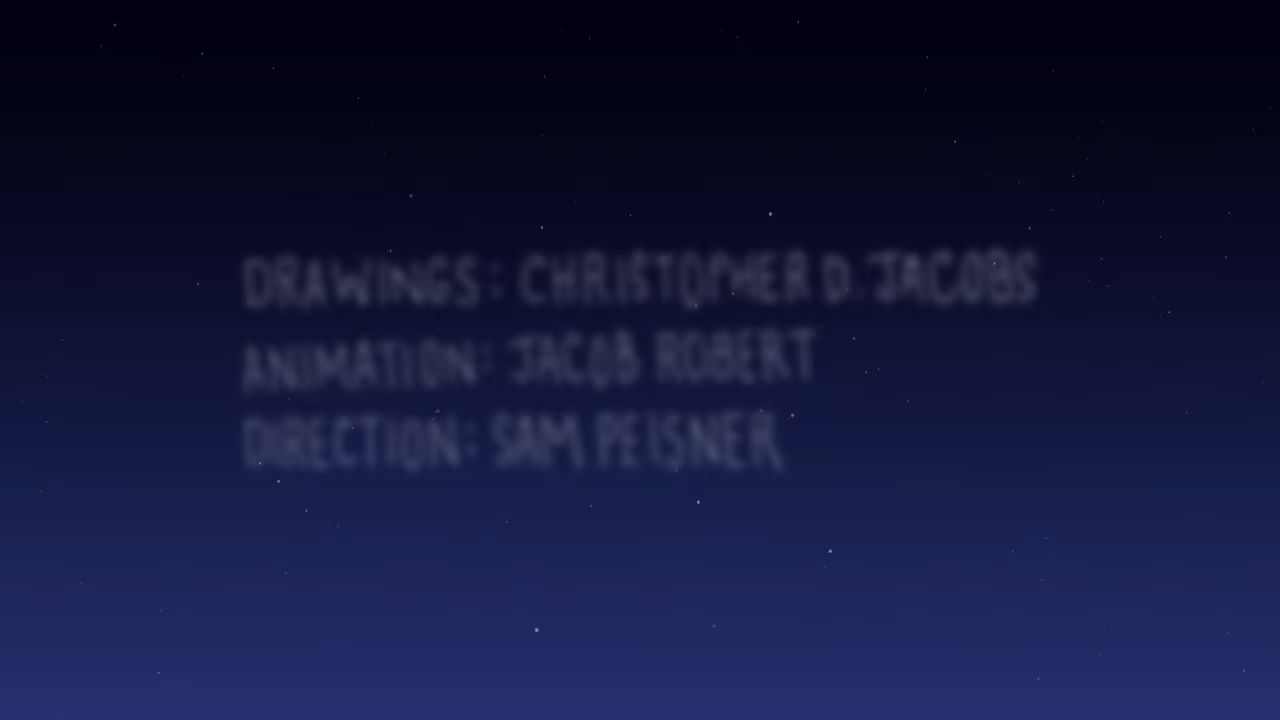 DRAWINGS: CHRISTOPHER D. JACOBS
ANIMATION: JACOB ROBERT
DIRECTION: SAM PEISNER